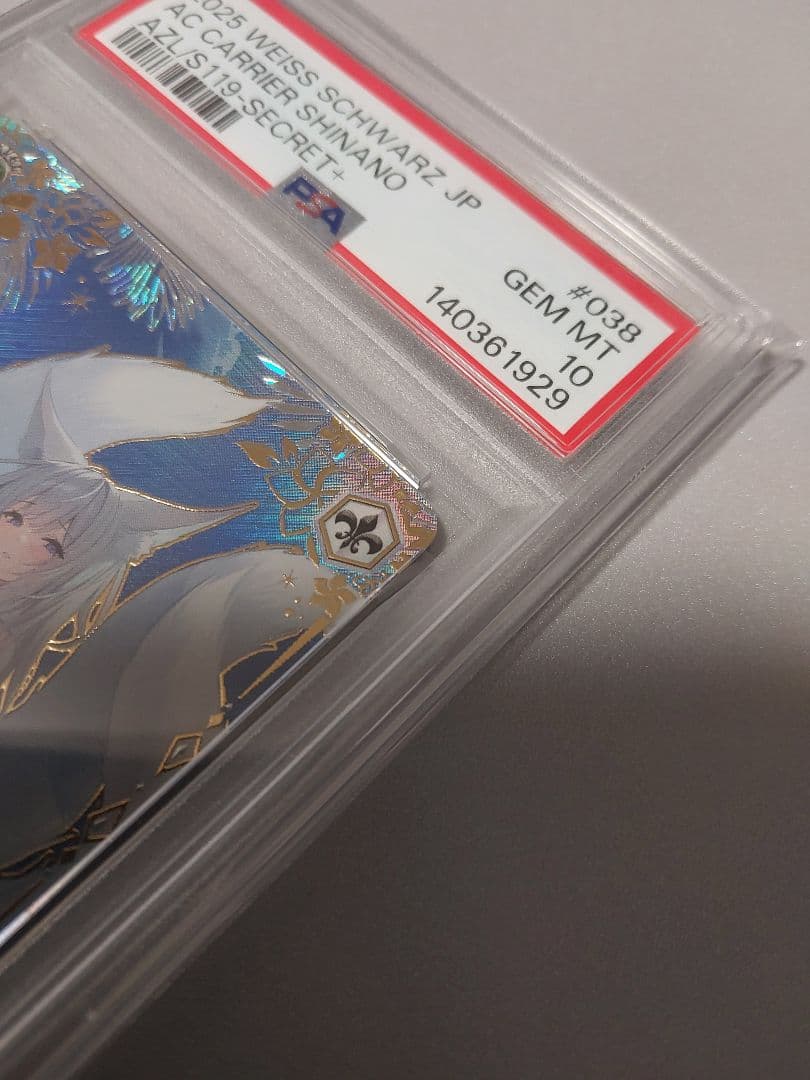 2025 WEISS SCHWARZ JP
AC CARRIER SHINANO
AZL/S119-SECRET+
#038
GEM MT
10
140361929
PSA